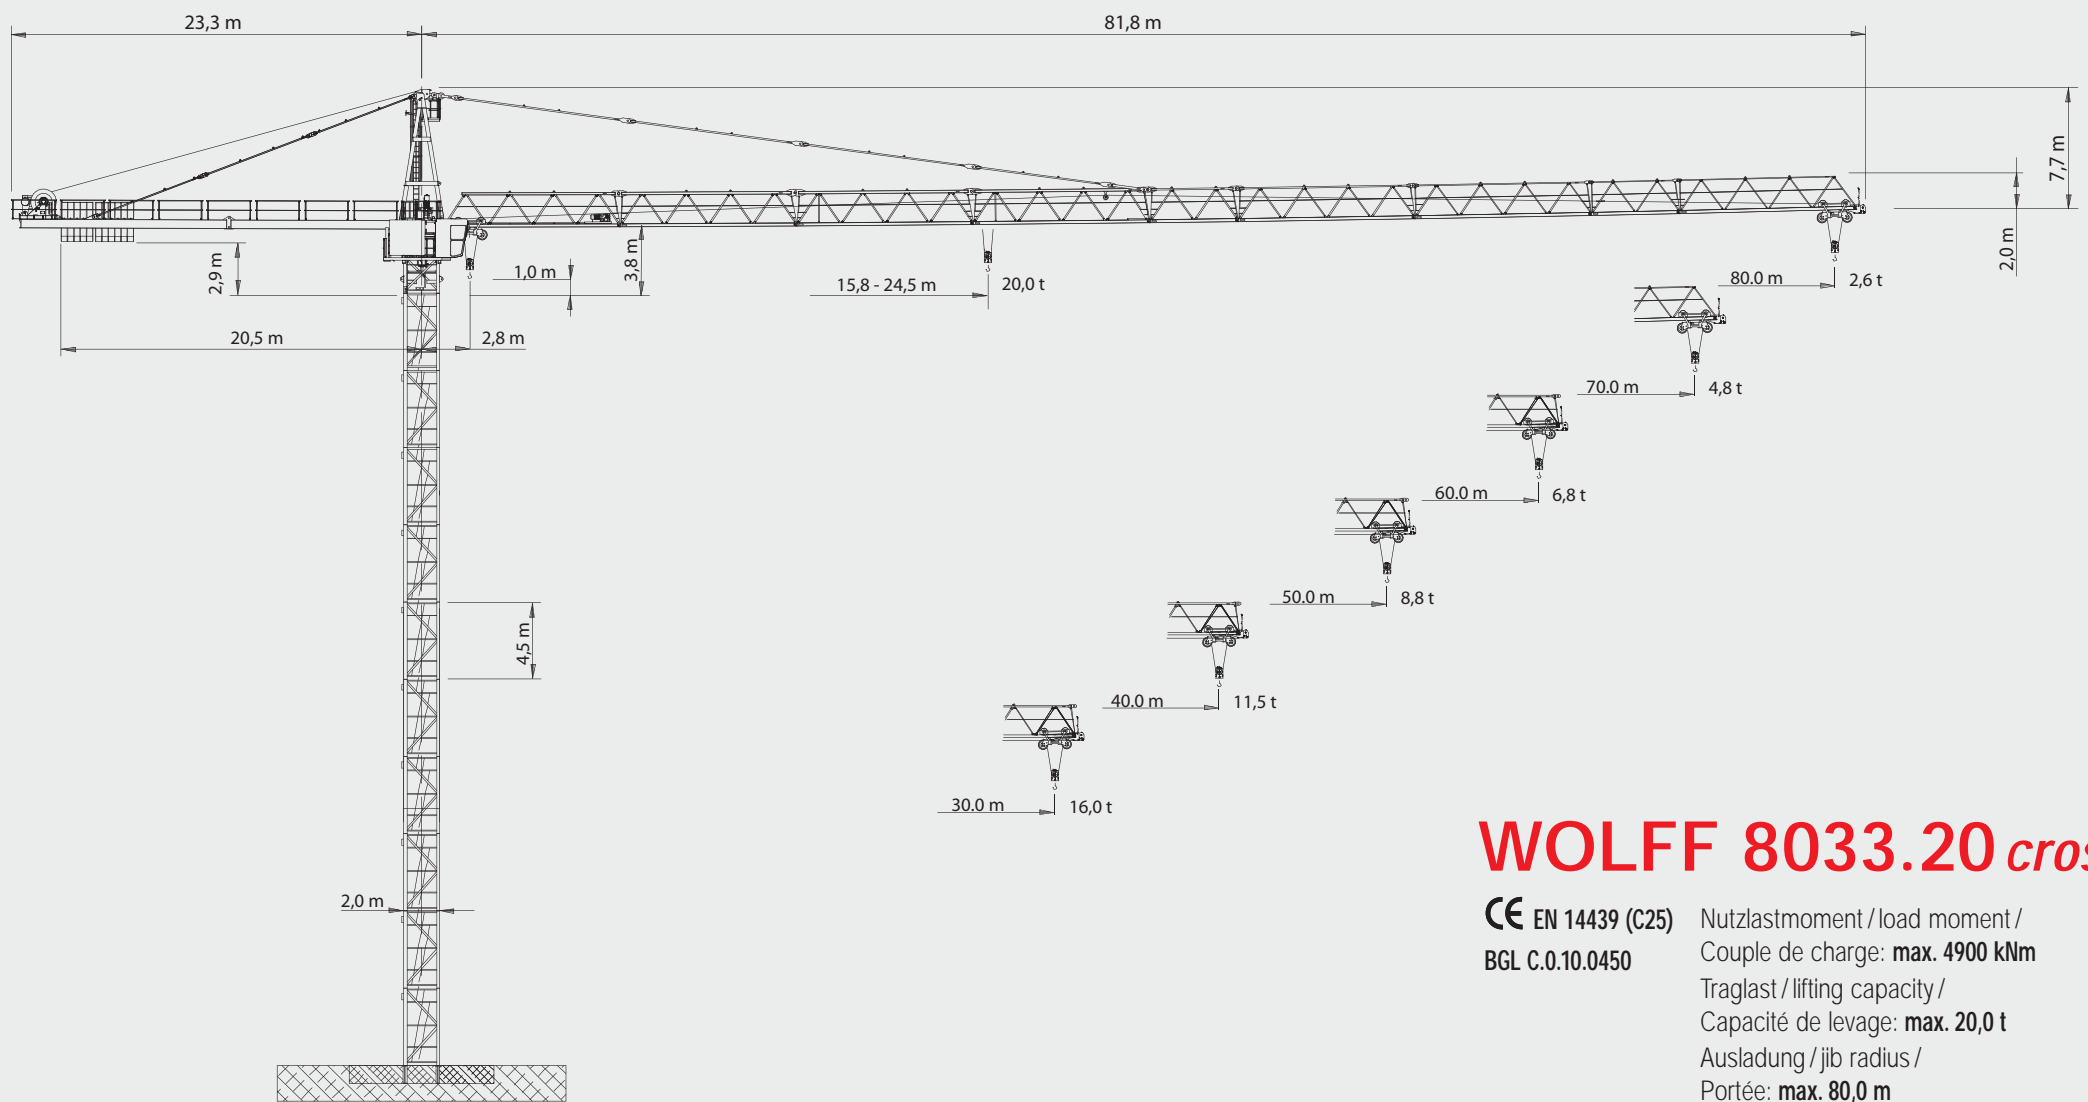 23,3 m
81,8 m
7,7 m
2,0 m
2,9 m
1,0 m
3,8 m
15,8 - 24,5 m
20,0 t
80.0 m
2,6 t
20,5 m
2,8 m
70.0 m
4,8 t
60.0 m
6,8 t
50.0 m
8,8 t
4,5 m
40.0 m
11,5 t
30.0 m
16,0 t
2,0 m
WOLFF 8033.20 cros
CE EN 14439 (C25)
BGL C.0.10.0450
Nutzlastmoment / load moment /
Couple de charge: max. 4900 kNm
Traglast / lifting capacity /
Capacité de levage: max. 20,0 t
Ausladung / jib radius /
Portée: max. 80,0 m